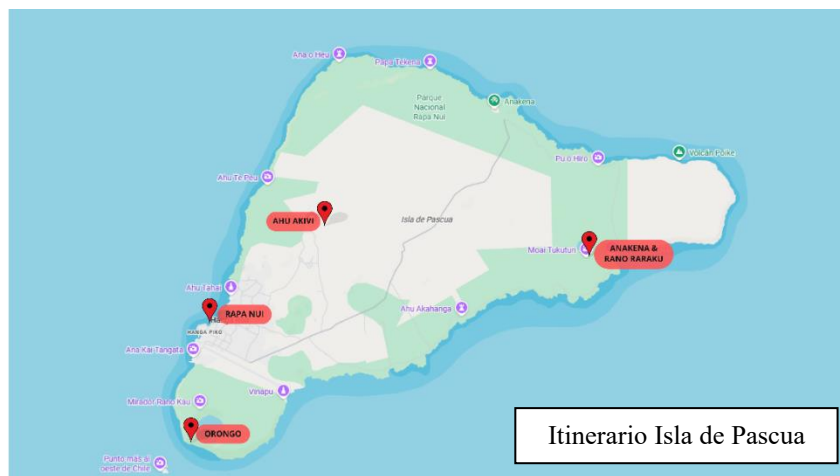 Ana o Heu
Papa Tekena
Parque
Nacional
Rapa Nui
Anakena
Pu o Hiro
Volcán Poike
Ahu Te Peu
AHU AKIVI
Isla de Pascua
Moai Tukuturi
ANAKENA &
RANO RARAKU
Ahu Tahai
RAPA NUI
HANGA PIKO
Ahu Akahanga
Ana Kai Tangata
Mirador Rano Kau
Vinapu
ORONGO
Punto más al
oeste de Chile
Itinerario Isla de Pascua